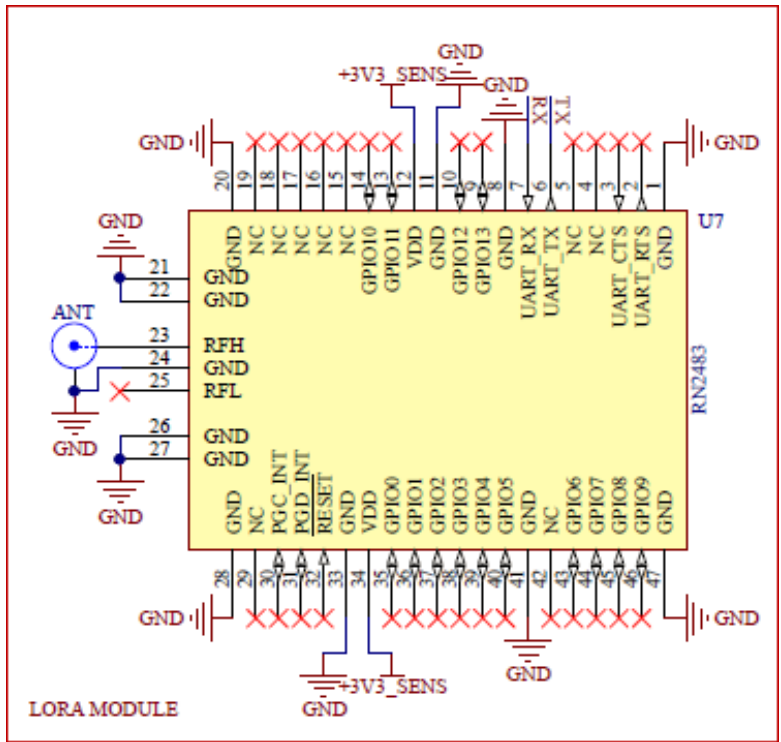 GND
+3V3_SENS
GND
GND
RX
TX
GND
GND
20
19
18
17
16
15
14
13
12
11
10
9
8
7
6
5
4
3
2
1
U7
GND
NC
NC
NC
NC
NC
GPIO10
GPIO11
VDD
GND
GPIO12
GPIO13
GND
UART_RX
UART_TX
NC
NC
UART_CTS
UART_RTS
GND
GND
21
GND
22
GND
ANT
23
RFH
24
GND
25
RFL
RN2483
GND
26
GND
27
GND
GND
GND
NC
PGC_INT
PGD_INT
RESET
GND
VDD
GPIO0
GPIO1
GPIO2
GPIO3
GPIO4
GPIO5
GND
NC
GPIO6
GPIO7
GPIO8
GPIO9
GND
28
29
30
31
32
33
34
35
36
37
38
39
40
41
42
43
44
45
46
47
GND
GND
GND
+3V3_SENS
GND
LORA MODULE